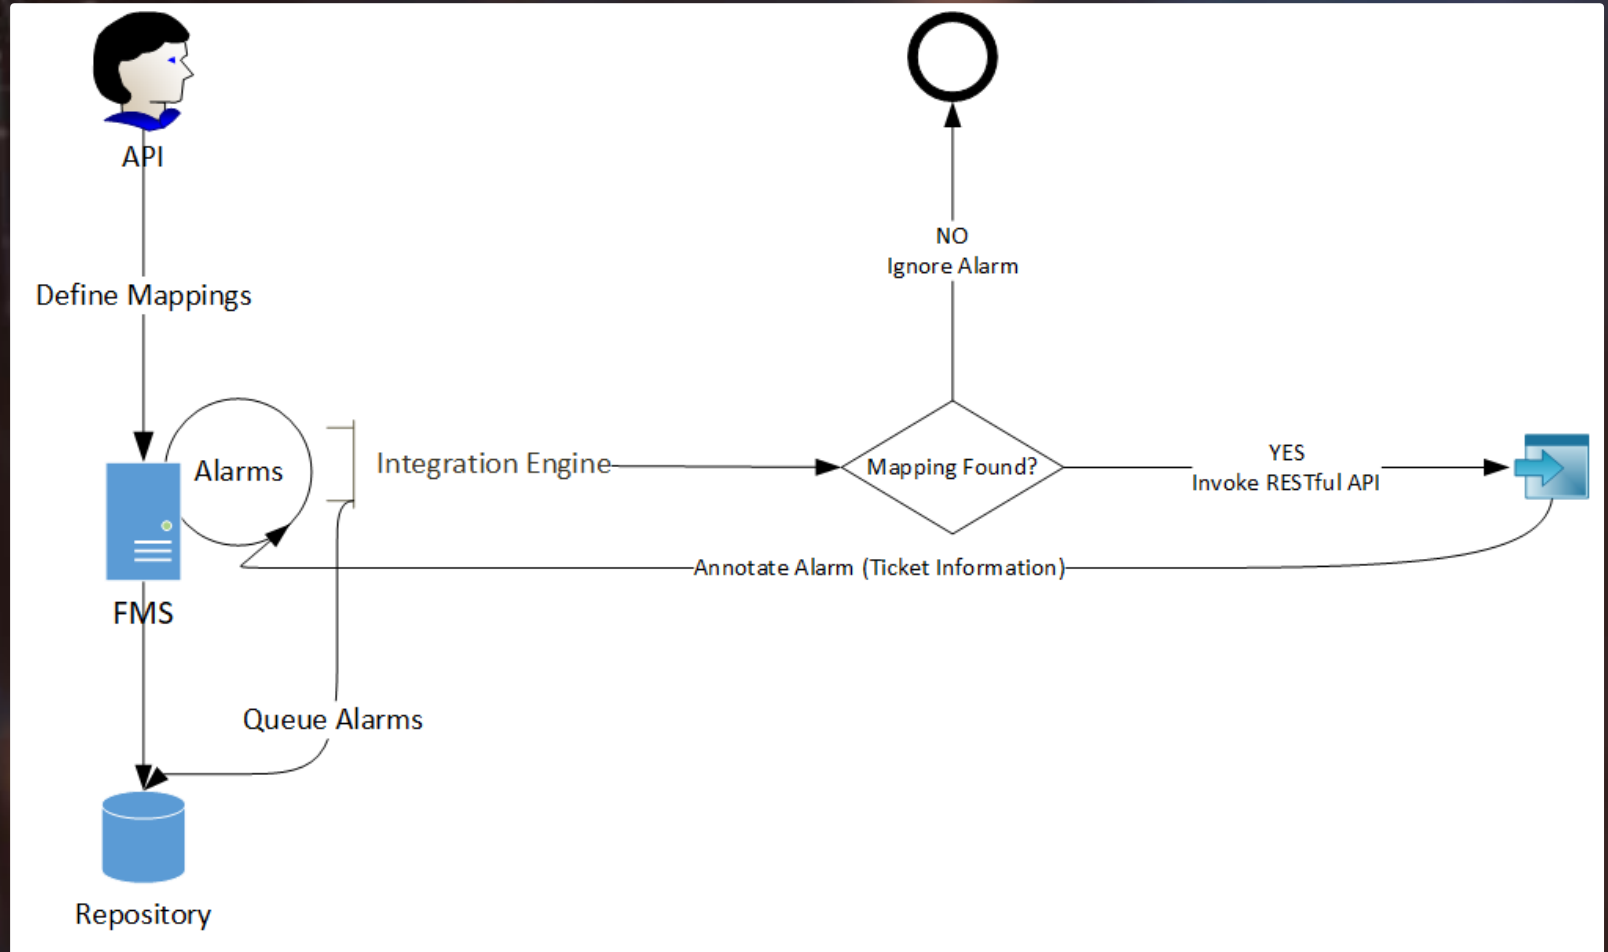 API
NO
Ignore Alarm
Define Mappings
Alarms
Integration Engine
Mapping Found?
YES
Invoke RESTful API
Annotate Alarm (Ticket Information)
FMS
Queue Alarms
Repository